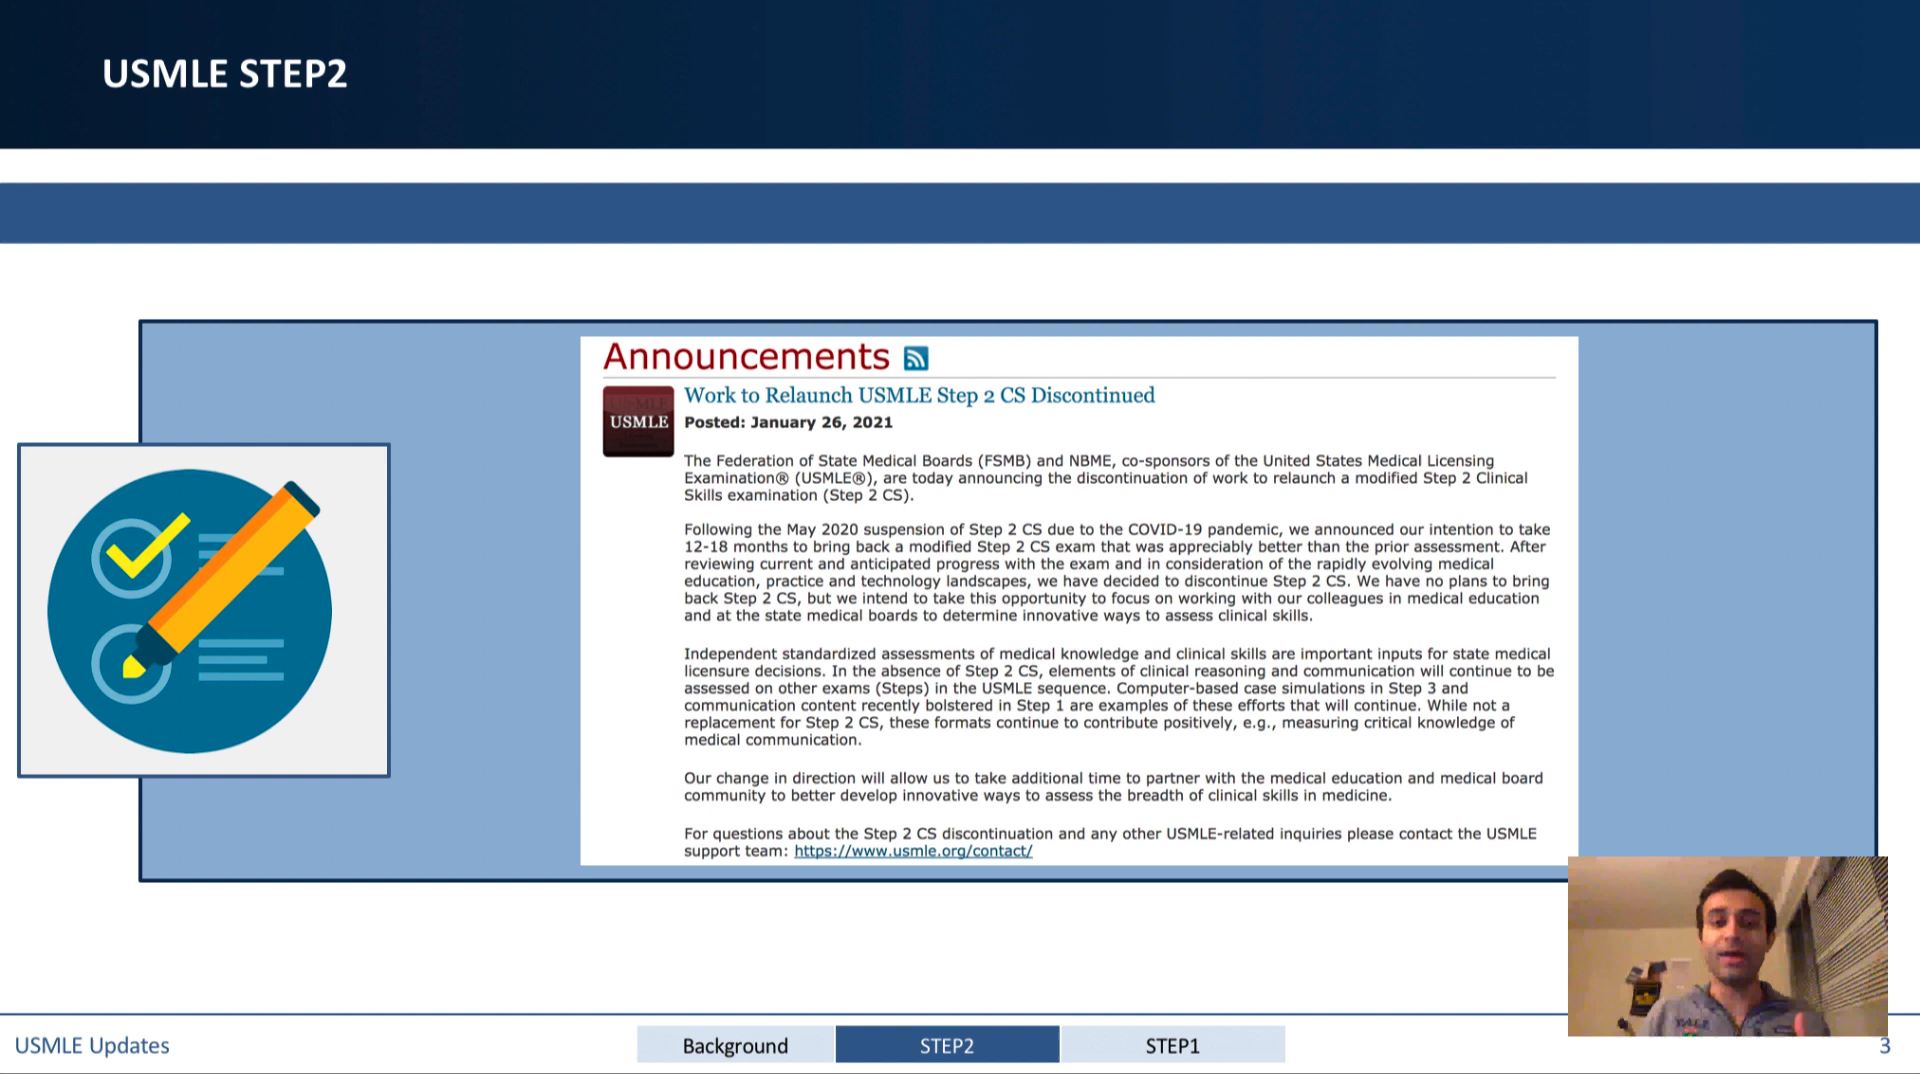 USMLE STEP2
Announcements
USMLE
Work to Relaunch USMLE Step 2 CS Discontinued
Posted: January 26, 2021
The Federation of State Medical Boards (FSMB) and NBME, co-sponsors of the United States Medical Licensing
Examination® (USMLE®), are today announcing the discontinuation of work to relaunch a modified Step 2 Clinical
Skills examination (Step 2 CS).
Following the May 2020 suspension of Step 2 CS due to the COVID-19 pandemic, we announced our intention to take
12-18 months to bring back a modified Step 2 CS exam that was appreciably better than the prior assessment. After
reviewing current and anticipated progress with the exam and in consideration of the rapidly evolving medical
education, practice and technology landscapes, we have decided to discontinue Step 2 CS. We have no plans to bring
back Step 2 CS, but we intend to take this opportunity to focus on working with our colleagues in medical education
and at the state medical boards to determine innovative ways to assess clinical skills.
Independent standardized assessments of medical knowledge and clinical skills are important inputs for state medical
licensure decisions. In the absence of Step 2 CS, elements of clinical reasoning and communication will continue to be
assessed on other exams (Steps) in the USMLE sequence. Computer-based case simulations in Step 3 and
communication content recently bolstered in Step 1 are examples of these efforts that will continue. While not a
replacement for Step 2 CS, these formats continue to contribute positively, e.g., measuring critical knowledge of
medical communication.
Our change in direction will allow us to take additional time to partner with the medical education and medical board
community to better develop innovative ways to assess the breadth of clinical skills in medicine.
For questions about the Step 2 CS discontinuation and any other USMLE-related inquiries please contact the USMLE
support team: https://www.usmle.org/contact/
YALE
USMLE Updates
Background
STEP2
STEP1
3